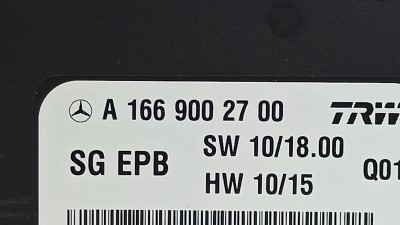 A 166 900 27 00 TRW
SW 10/18.00
SG EPB Q01
HW 10/15